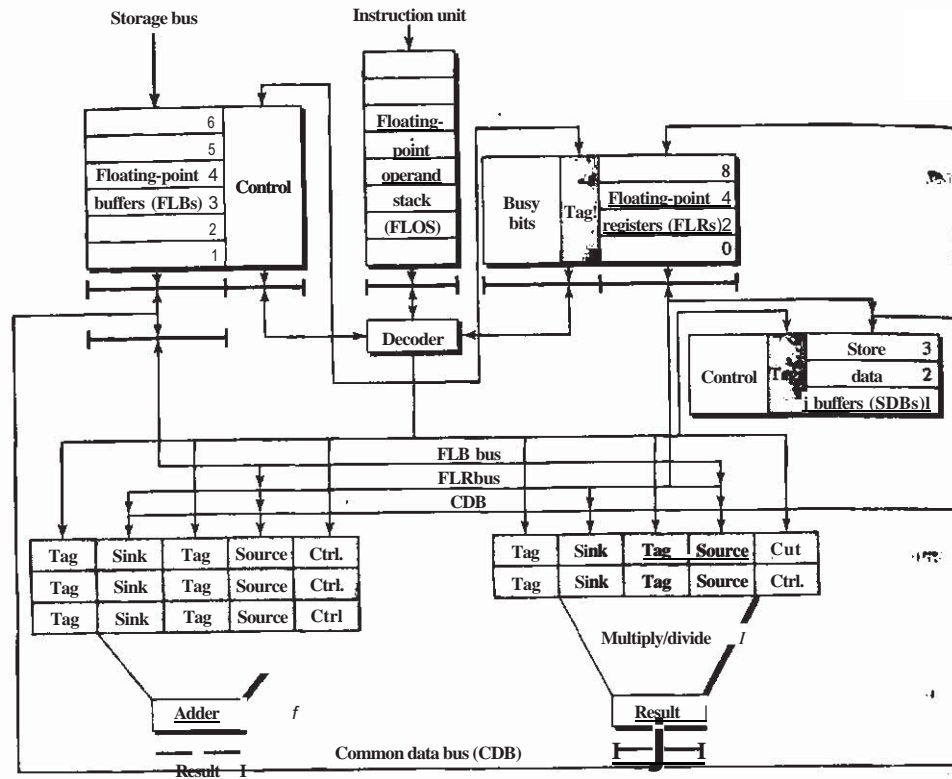 Storage bus
Instruction unit
6
5
Floating-point 4
buffers (FLBs) 3
2
1
Control
Floating-
point
operand
stack
(FLOS)
Busy
bits
Tag!
8
Floating-point 4
registers (FLRs)2
0
Decoder
Control
Store 3
data 2
i buffers (SDBs)l
FLB bus
FLRbus
CDB
Tag Sink Tag Source Ctrl.
Tag Sink Tag Source Ctrl.
Tag Sink Tag Source Ctrl
Tag Sink Tag Source Cut
Tag Sink Tag Source Ctrl.
Multiply/divide I
Adder f
Result
Common data bus (CDB)
Result I